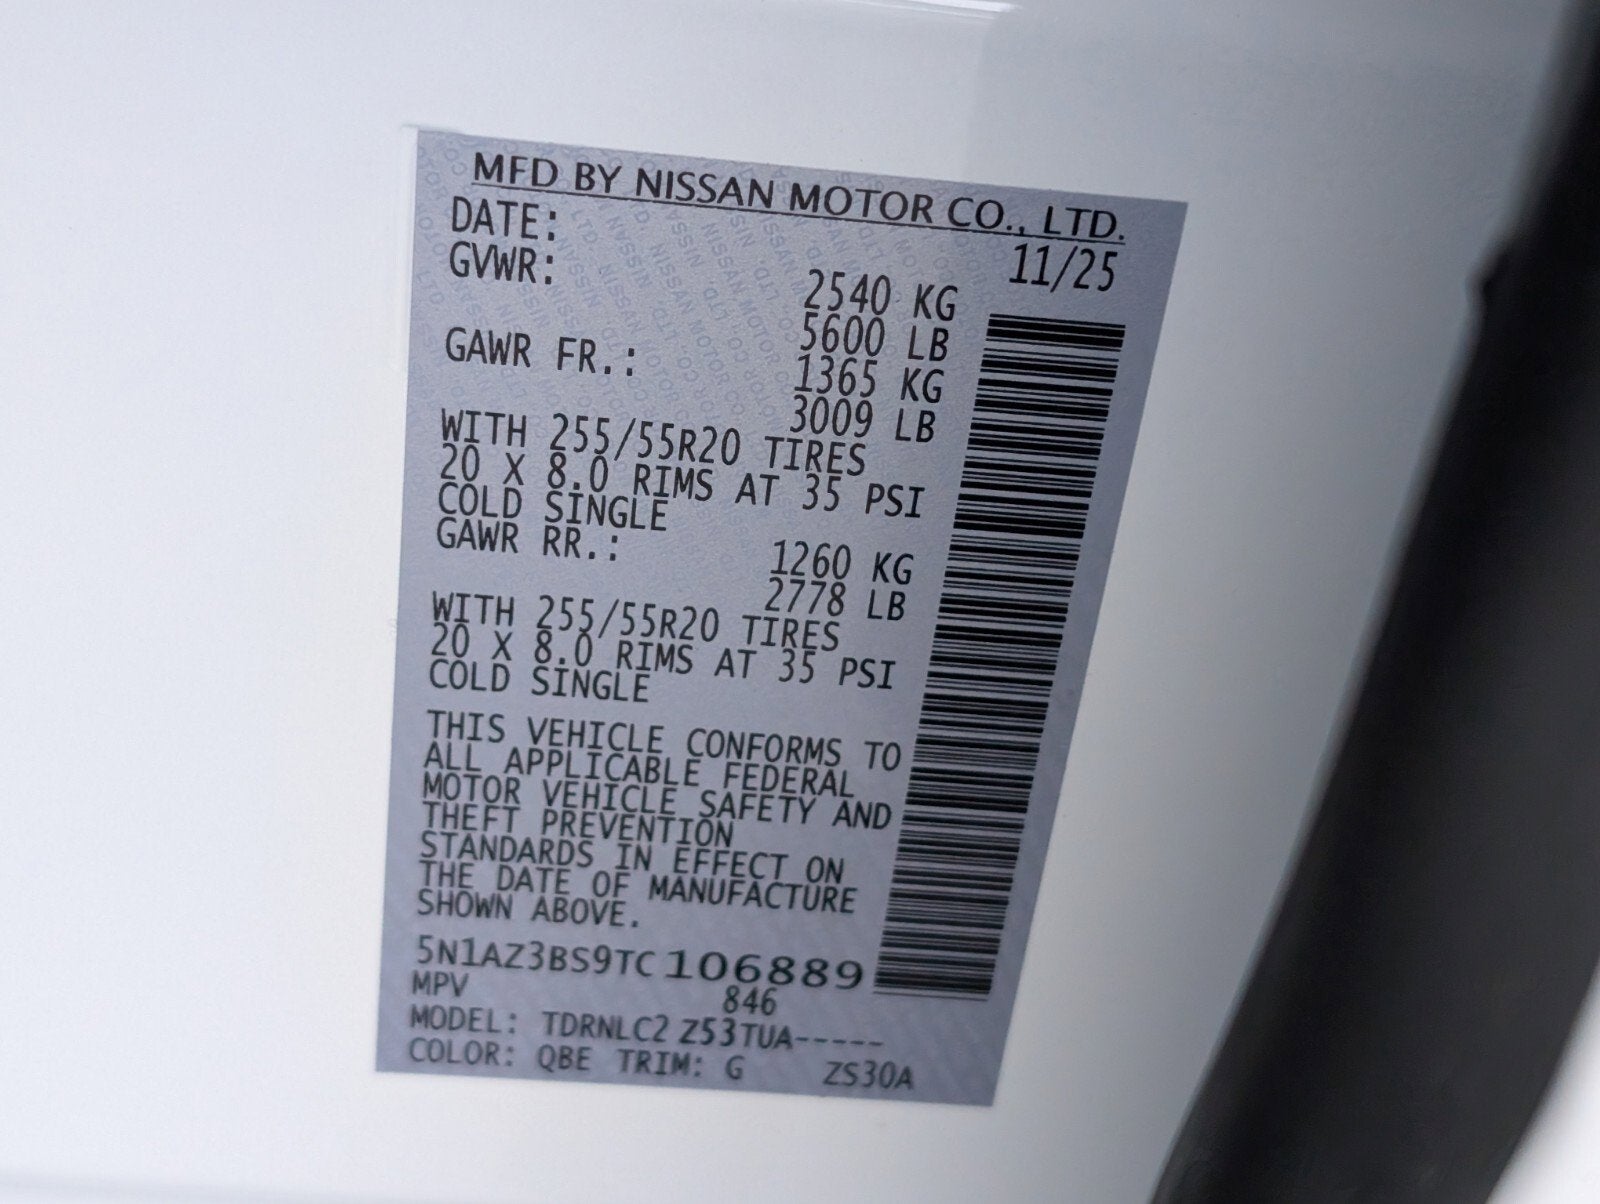 MFD BY NISSAN MOTOR CO., LTD.
DATE: 11/25
GVWR: 2540 KG
5600 LB
GAWR FR.: 1365 KG
3009 LB
WITH 255/55R20 TIRES
20 X 8.0 RIMS AT 35 PSI
COLD SINGLE
GAWR RR.: 1260 KG
2778 LB
WITH 255/55R20 TIRES
20 X 8.0 RIMS AT 35 PSI
COLD SINGLE
THIS VEHICLE CONFORMS TO
ALL APPLICABLE FEDERAL
MOTOR VEHICLE SAFETY AND
THEFT PREVENTION
STANDARDS IN EFFECT ON
THE DATE OF MANUFACTURE
SHOWN ABOVE.
5N1AZ3BS9TC106889
MPV 846
MODEL: TDRNLC2 Z53TUA-----
COLOR: QBE TRIM: G ZS30A